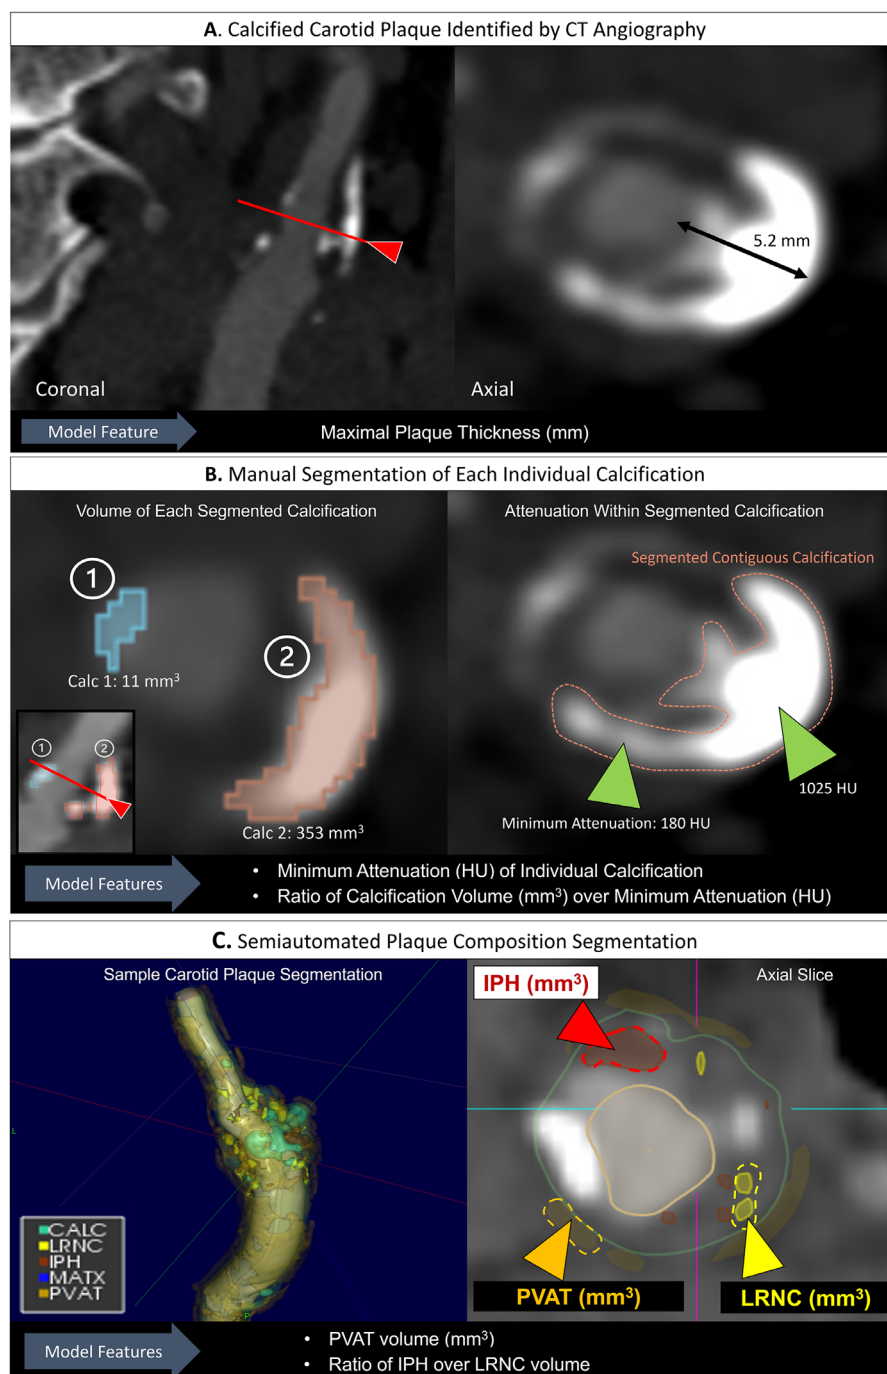 A. Calcified Carotid Plaque Identified by CT Angiography
5.2 mm
Coronal
Axial
Model Feature
Maximal Plaque Thickness (mm)
B. Manual Segmentation of Each Individual Calcification
Volume of Each Segmented Calcification
Attenuation Within Segmented Calcification
Segmented Contiguous Calcification
1
2
Calc 1: 11 mm³
1
2
Calc 2: 353 mm³
1025 HU
Minimum Attenuation: 180 HU
Model Features
• Minimum Attenuation (HU) of Individual Calcification
• Ratio of Calcification Volume (mm³) over Minimum Attenuation (HU)
C. Semiautomated Plaque Composition Segmentation
Sample Carotid Plaque Segmentation
Axial Slice
IPH (mm³)
L
CALC
LRNC
IPH
MATX
PVAT
P
PVAT (mm³)
LRNC (mm³)
Model Features
• PVAT volume (mm³)
• Ratio of IPH over LRNC volume